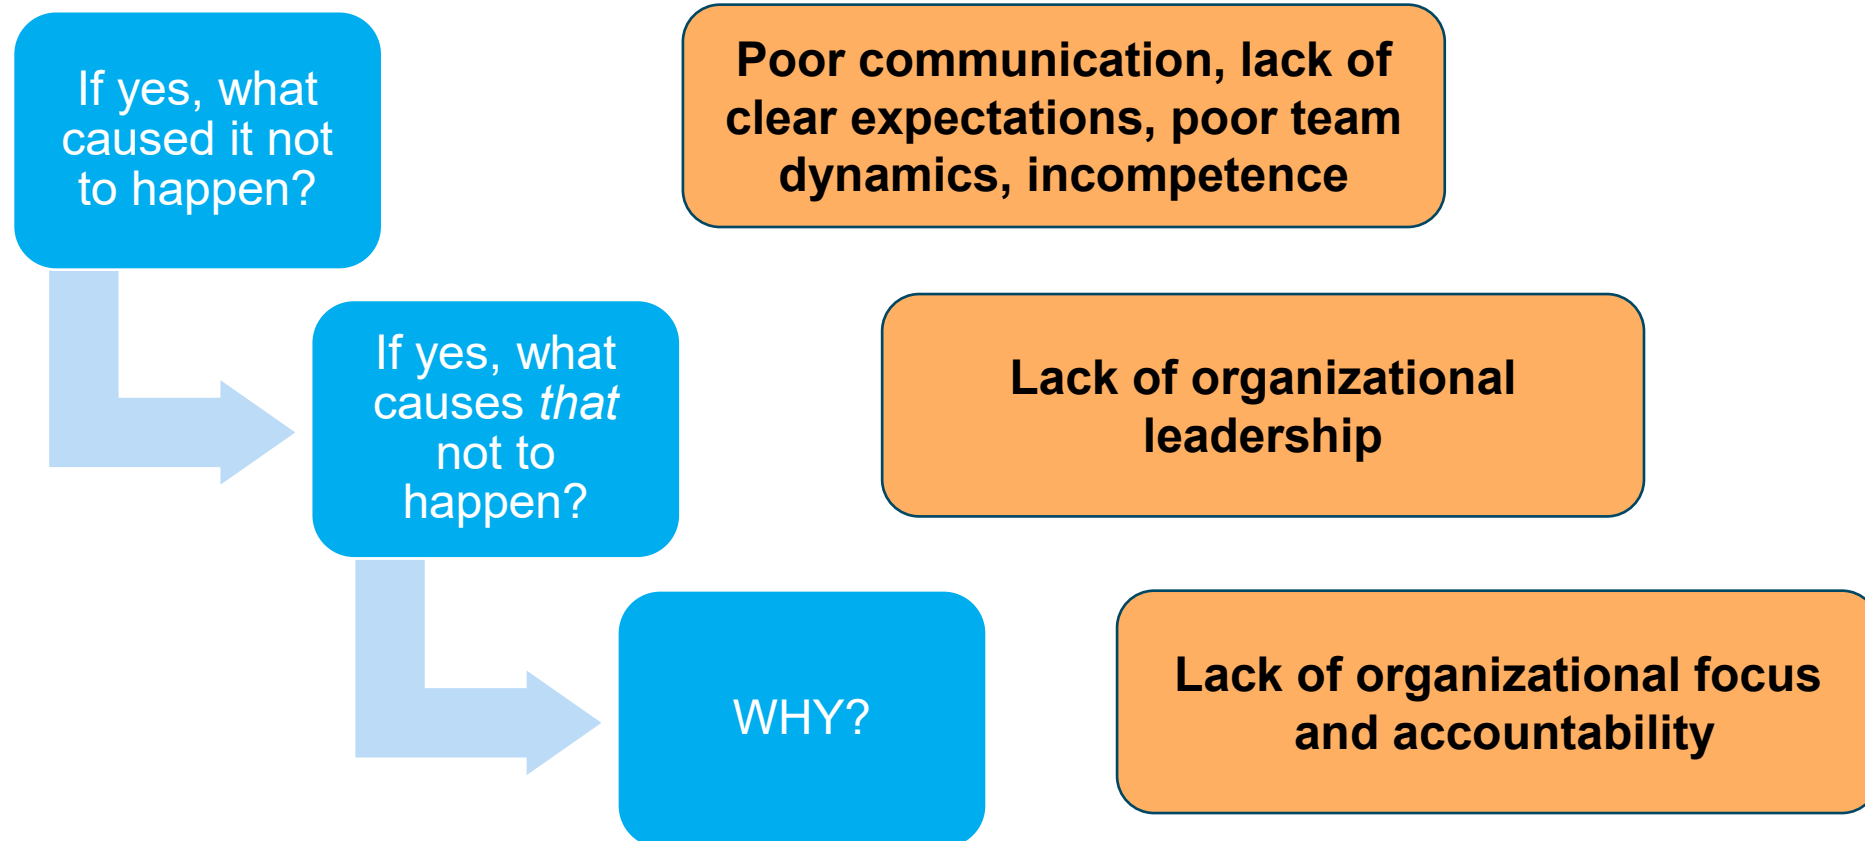 If yes, what
caused it not
to happen?
Poor communication, lack of
clear expectations, poor team
dynamics, incompetence
If yes, what
causes that
not to
happen?
Lack of organizational
leadership
WHY?
Lack of organizational focus
and accountability